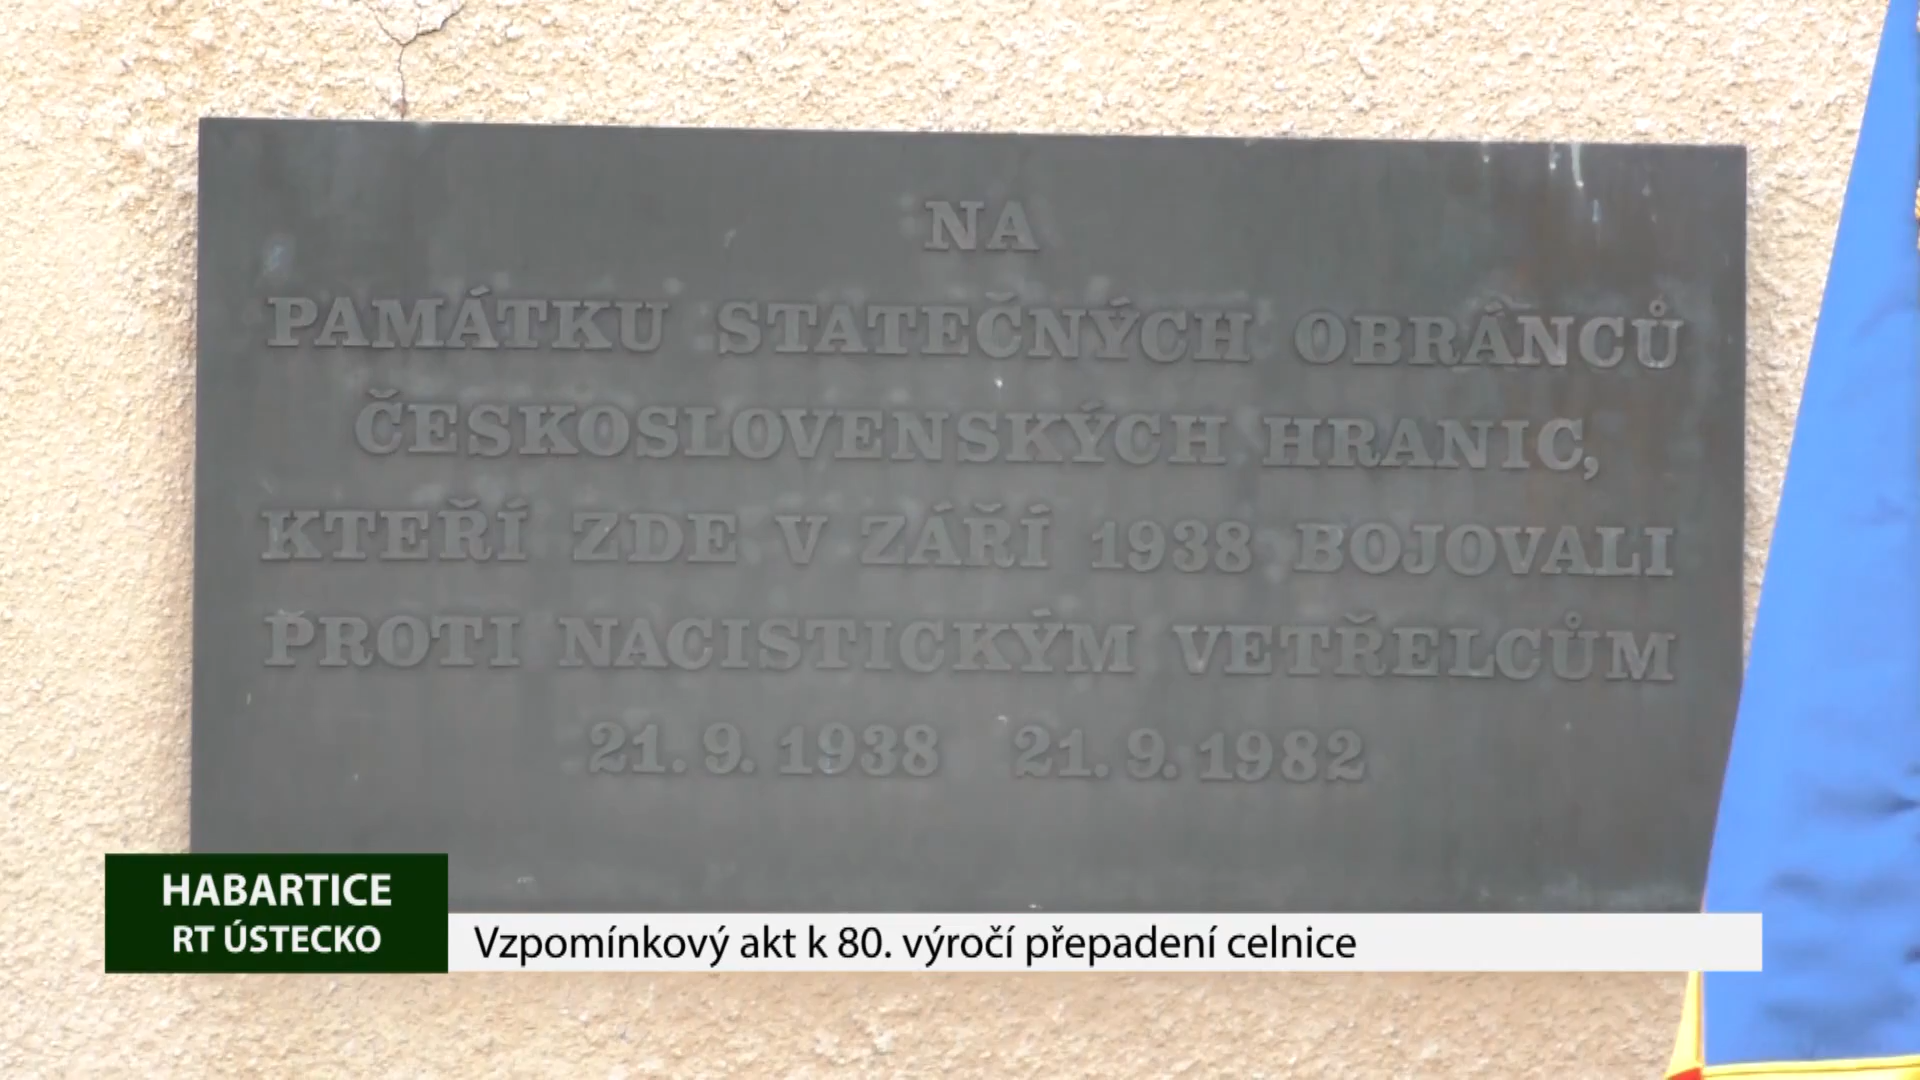 NA
PAMÁTKU STATEČNÝCH OBRÁNCŮ
ČESKOSLOVENSKÝCH HRANIC,
KTEŘÍ ZDE V ZÁŘÍ 1938 BOJOVALI
PROTI NACISTICKÝM VETŘELCŮM
21. 9. 1938 21. 9. 1982
HABARTICE
RT ÚSTECKO
Vzpomínkový akt k 80. výročí přepadení celnice